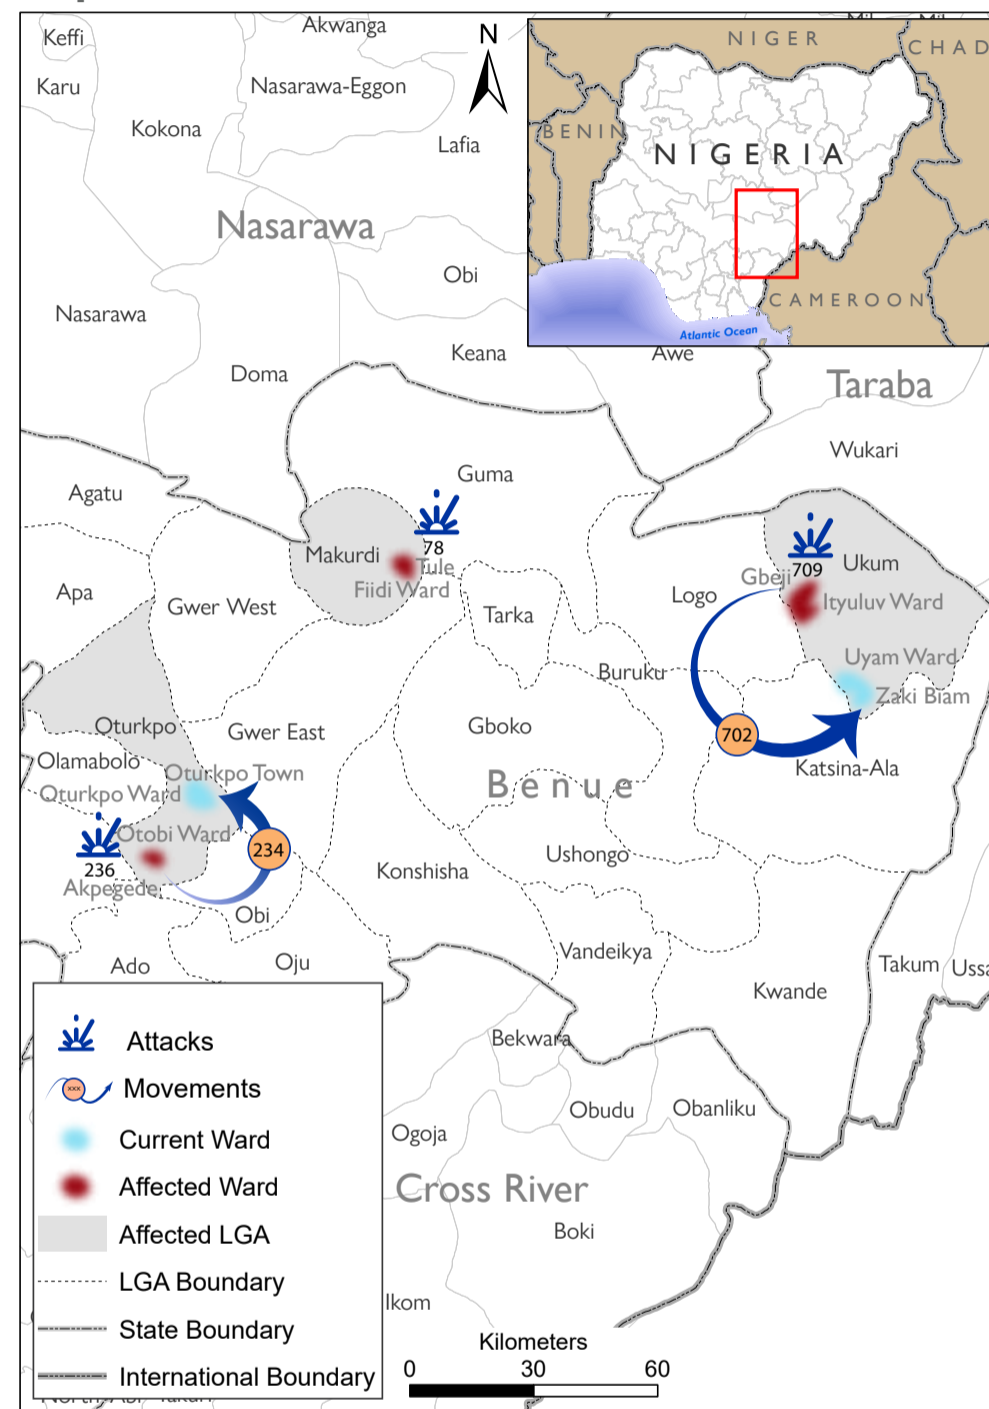 Keffi
Akwanga
Karu
Nasarawa-Eggon
Kokona
Lafia
Nasarawa
Obi
Nasarawa
Keana
Awe
Doma
N
NIGER
CHAD
BENIN
NIGERIA
CAMEROON
Atlantic Ocean
Taraba
Wukari
Guma
Agatu
78
Makurdi
Tule
Fiidi Ward
Apa
Gwer West
Tarka
709
Ukum
Gbeji
Logo
Ityuluv Ward
Uyam Ward
Buruku
Zaki Biam
702
Katsina-Ala
Oturkpo
Gwer East
Gboko
Olamabolo
Oturkpo Town
Oturkpo Ward
Benue
Otobi Ward
234
236
Akpegede
Ushongo
Konshisha
Obi
Vandeikya
Ado
Oju
Takum
Ussa
Kwande
Bekwara
Obudu
Obanliku
Ogoja
Cross River
Boki
Ikom
xxx
Attacks
Movements
Current Ward
Affected Ward
Affected LGA
LGA Boundary
State Boundary
International Boundary
Kilometers
0 30 60